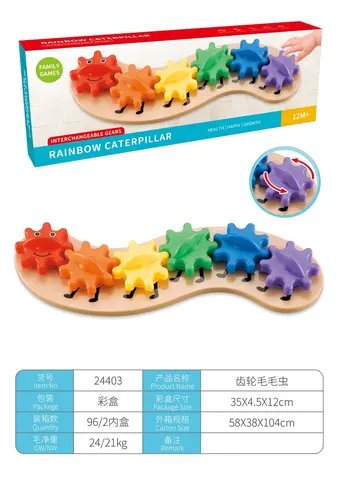 RAINBOW CATERPILLAR
FAMILY
GAMES
INTERCHANGEABLE GEARS
RAINBOW CATERPILLAR
HEALTH | HAPPY | GROWTH
12M+
货号 Item No 24403 产品名称 Product Name 齿轮毛毛虫
包装 Package 彩盒 彩盒尺寸 Package Size 35X4.5X12cm
装箱数 Quantity 96/2内盒 外箱规格 Carton Size 58X38X104cm
毛净重 GW/NW 24/21kg 备注 Remark